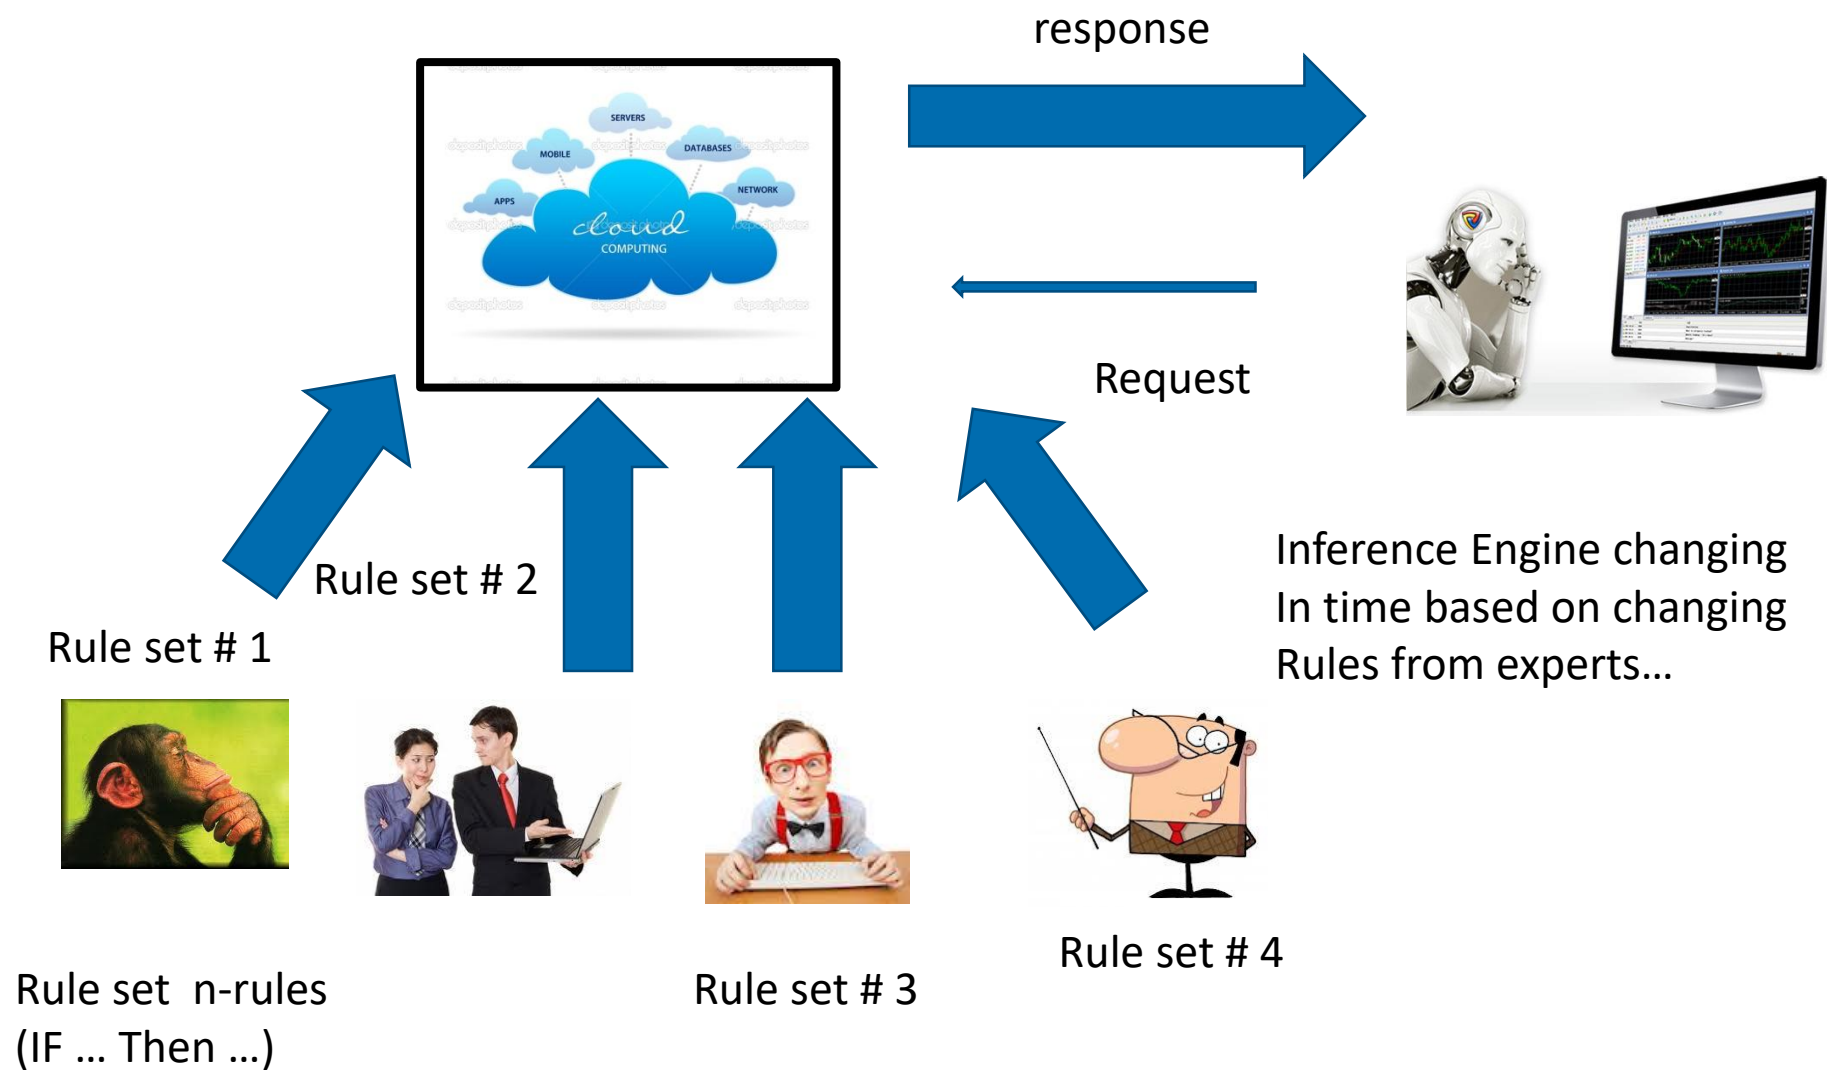 response
SERVERS
MOBILE
DATABASES
APPS
NETWORK
cloud
COMPUTING
Request
Rule set # 2
Rule set # 1
Inference Engine changing
In time based on changing
Rules from experts...
Rule set # 4
Rule set  n-rules
(IF ... Then ...)
Rule set # 3
depositphotos